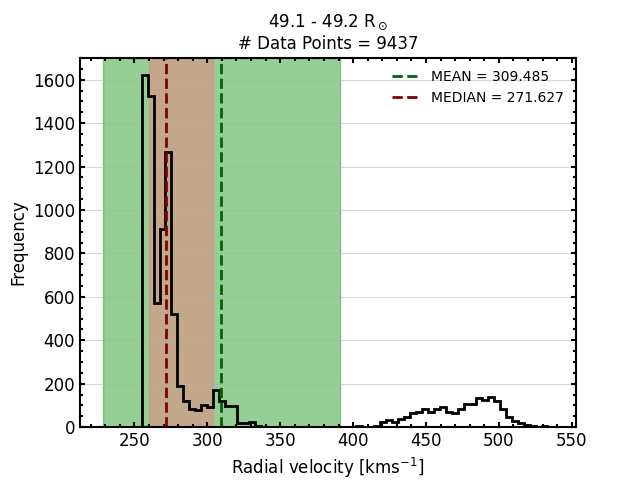 49.1 - 49.2 R⊙
# Data Points = 9437
MEAN = 309.485
MEDIAN = 271.627
Frequency
1600
1400
1200
1000
800
600
400
200
0
250 300 350 400 450 500 550
Radial velocity [kms⁻¹]